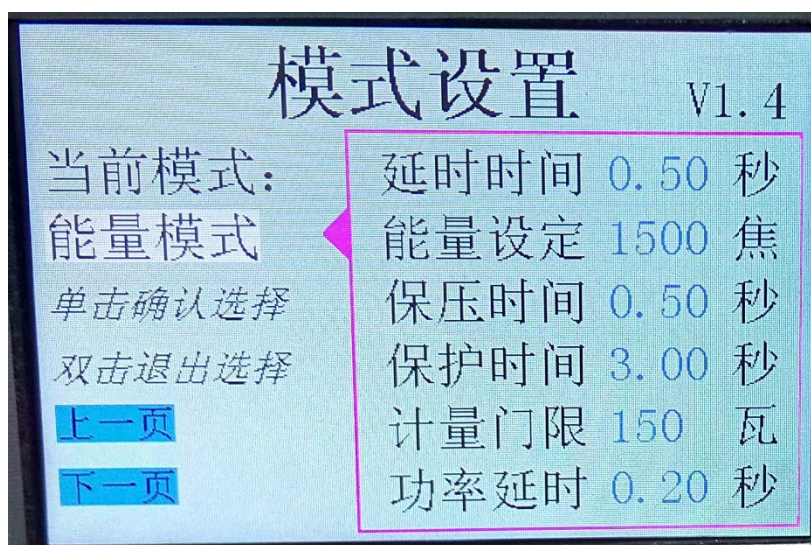 模式设置 V1.4
当前模式:
能量模式
单击确认选择
双击退出选择
上一页
下一页
延时时间 0.50 秒
能量设定 1500 焦
保压时间 0.50 秒
保护时间 3.00 秒
计量门限 150 瓦
功率延时 0.20 秒